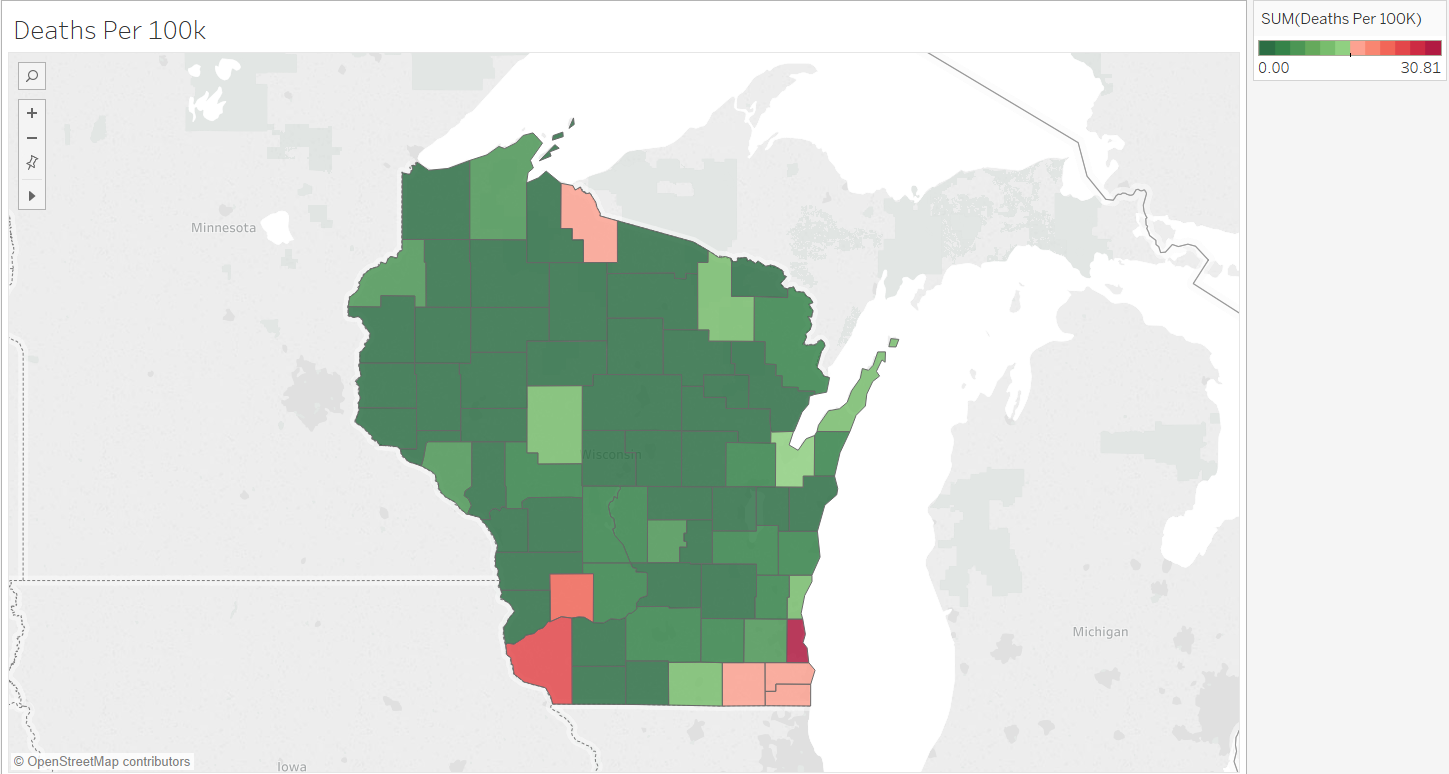 Deaths Per 100k
SUM(Deaths Per 100K)
0.00
30.81
Minnesota
Wisconsin
Michigan
Iowa
© OpenStreetMap contributors